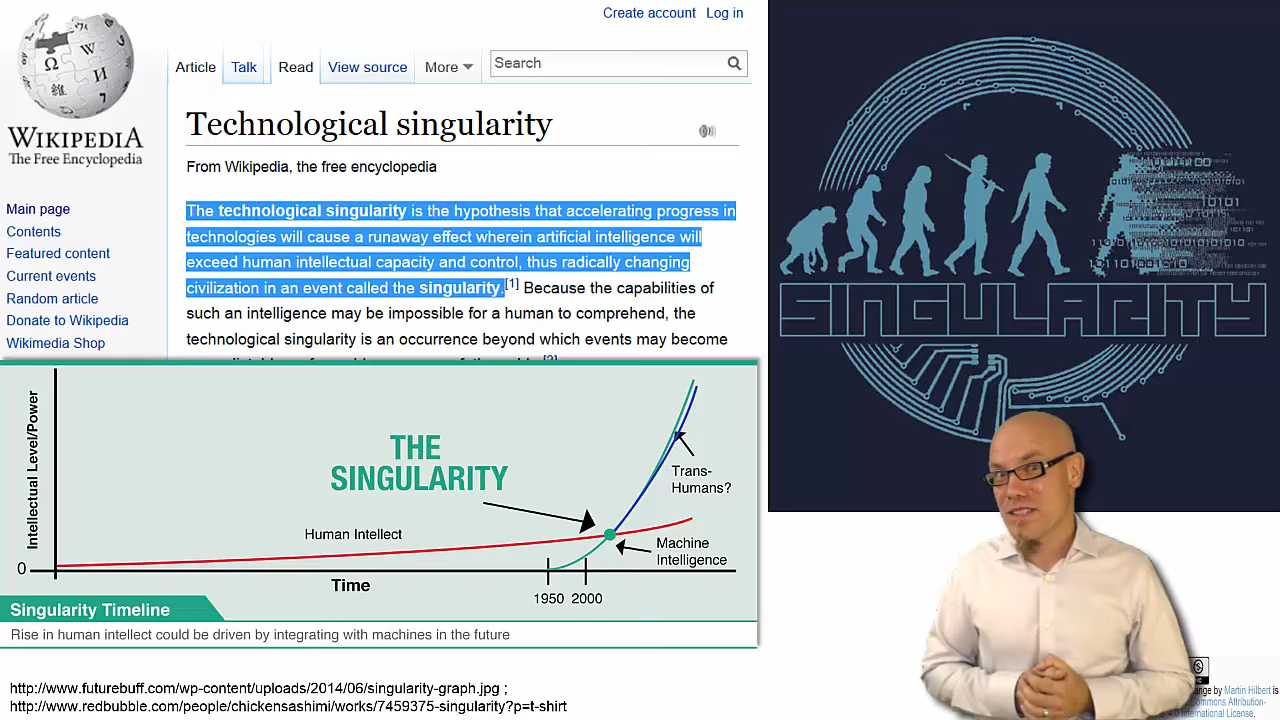 Create account Log in
Article Talk Read View source More Search
WIKIPEDIA
The Free Encyclopedia
Technological singularity
From Wikipedia, the free encyclopedia
Main page
Contents
Featured content
Current events
Random article
Donate to Wikipedia
Wikimedia Shop
The technological singularity is the hypothesis that accelerating progress in
technologies will cause a runaway effect wherein artificial intelligence will
exceed human intellectual capacity and control, thus radically changing
civilization in an event called the singularity.[1] Because the capabilities of
such an intelligence may be impossible for a human to comprehend, the
technological singularity is an occurrence beyond which events may become
SINGULARITY
Intellectual Level/Power
THE
SINGULARITY
Trans-
Humans?
Human Intellect
Machine
Intelligence
0
Time
1950 2000
Singularity Timeline
Rise in human intellect could be driven by integrating with machines in the future
http://www.futurebuff.com/wp-content/uploads/2014/06/singularity-graph.jpg ;
http://www.redbubble.com/people/chickensashimi/works/7459375-singularity?p=t-shirt
by Martin Hilbert is
Commons Attribution-
International License.